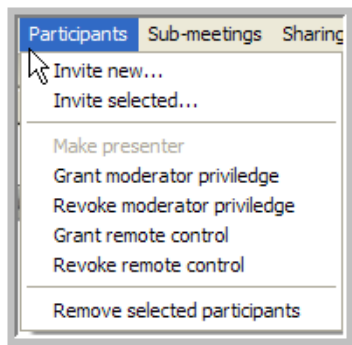 Participants Sub-meetings Sharing
Invite new...
Invite selected...
Make presenter
Grant moderator priviledge
Revoke moderator priviledge
Grant remote control
Revoke remote control
Remove selected participants